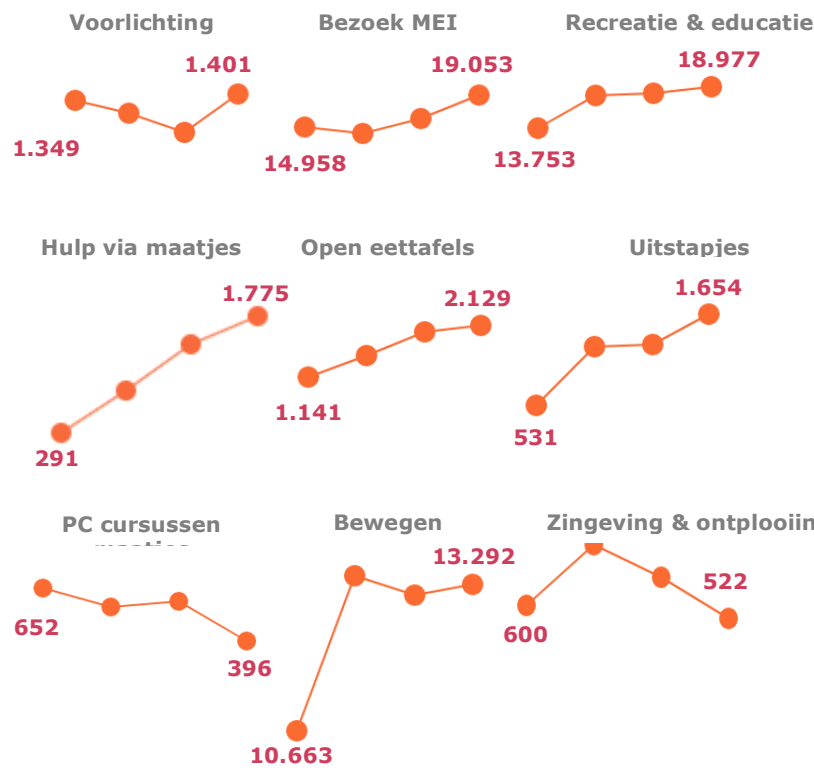 Voorlichting
Bezoek MEI
Recreatie & educatie
1.401
19.053
18.977
1.349
14.958
13.753
Hulp via maatjes
Open eettafels
Uitstapjes
1.775
2.129
1.654
291
1.141
531
PC cursussen
Bewegen
Zingeving & ontplooiin
13.292
522
652
600
396
10.663